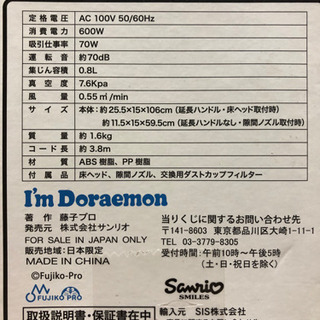 定格電圧 AC 100V 50/60Hz
消費電力 600W
吸引仕事率 70W
運転音 約70dB
集じん容積 0.8L
真空度 7.6Kpa
風量 0.55㎥/min
サイズ 本体：約25.5×15×106cm（延長ハンドル・床ヘッド取付時）
約11.5×15×59.5cm（延長ハンドルなし・隙間ノズル取付時）
質量 約1.6kg
コード長 約3.8m
材質 ABS 樹脂、PP 樹脂
付属品 床ヘッド、隙間ノズル、交換用ダストカップフィルター
I'm Doraemon
著作 藤子プロ
発売元 株式会社サンリオ
FOR SALE IN JAPAN ONLY
販売地域：日本限定
MADE IN CHINA
©Fujiko-Pro
FUJIKO PRO
当りくじに関するお問い合わせ先
〒141-8603 東京都品川区大崎1-11-1
TEL 03-3779-8305
受付時間：午前10時～午後5時
（土・日・祝日を除く）
Sanrio
SMILES
取扱説明書・保証書在中
輸入元 SIS株式会社